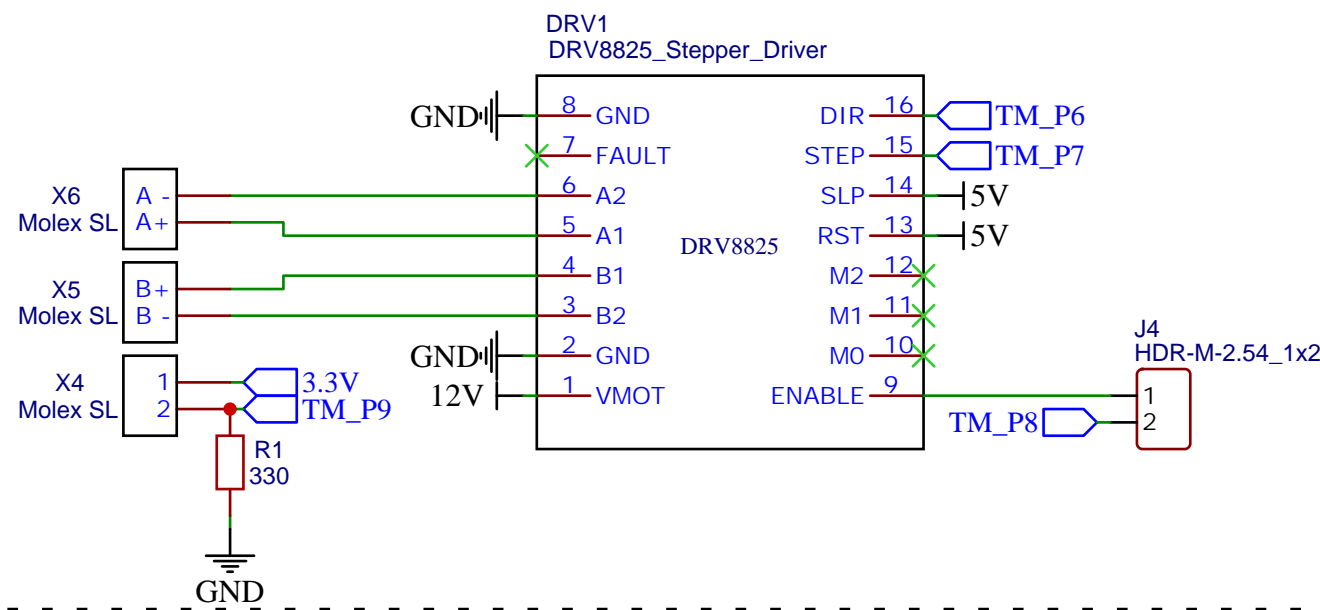 DRV1
DRV8825_Stepper_Driver
GND 8 GND DIR 16 TM_P6
7 FAULT STEP 15 TM_P7
X6 A - 6 A2 SLP 14 5V
Molex SL A+ 5 A1 DRV8825 RST 13 5V
X5 B+ 4 B1 M2 12
Molex SL B - 3 B2 M1 11
GND 2 GND M0 10
J4
HDR-M-2.54_1x2
X4 1 3.3V 12V 1 VMOT ENABLE 9 1
Molex SL 2 TM_P9 TM_P8 2
R1
330
GND